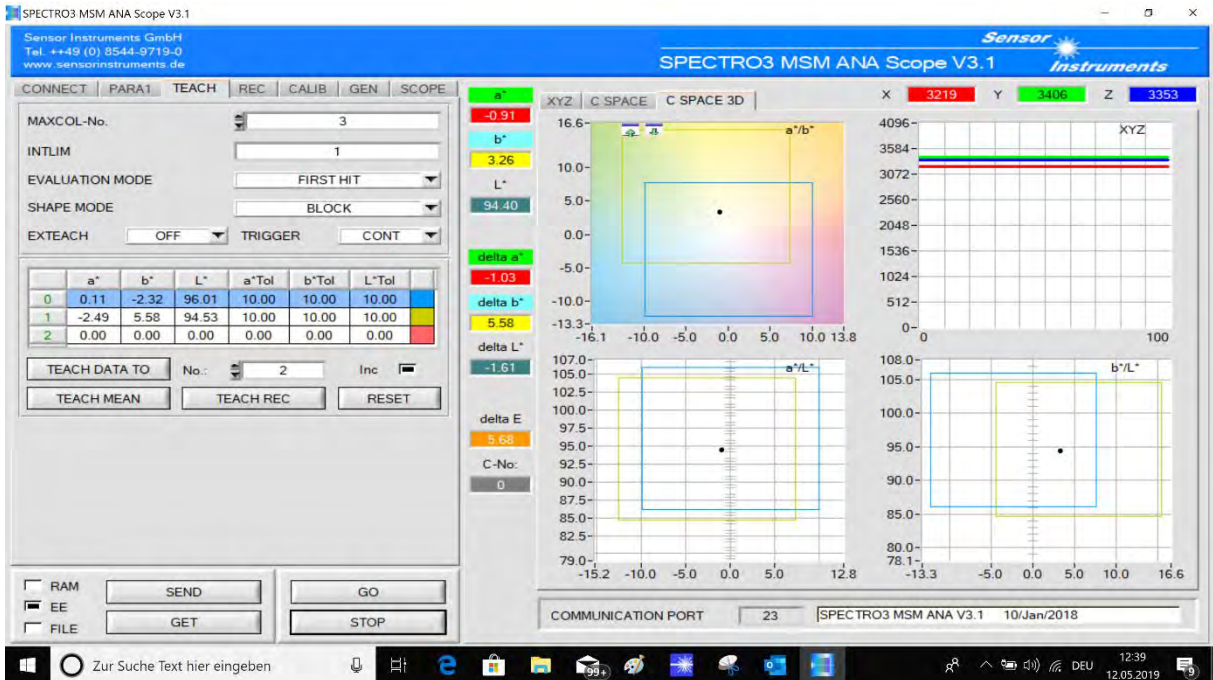 SPECTRO3 MSM ANA Scope V3.1
Sensor Instruments GmbH
Tel. ++49 (0) 8544-9719-0
www.sensorinstruments.de
SPECTRO3 MSM ANA Scope V3.1
Sensor
Instruments
CONNECT PARA1 TEACH REC CALIB GEN SCOPE
MAXCOL-No. 3
INTLIM 1
EVALUATION MODE FIRST HIT
SHAPE MODE BLOCK
EXTEACH OFF TRIGGER CONT
a* b* L* a*Tol b*Tol L*Tol
0 0.11 -2.32 96.01 10.00 10.00 10.00
1 -2.49 5.58 94.53 10.00 10.00 10.00
2 0.00 0.00 0.00 0.00 0.00 0.00
TEACH DATA TO No.: 2 Inc
TEACH MEAN TEACH REC RESET
RAM
EE
FILE
SEND GO
GET STOP
a*
-0.91
b*
3.26
L*
94.40
delta a*
-1.03
delta b*
5.58
delta L*
-1.61
delta E
5.68
C-No:
0
XYZ C SPACE C SPACE 3D
X 3219 Y 3406 Z 3353
a*/b*
16.6
10.0
5.0
0.0
-5.0
-10.0
-13.3
-16.1 -10.0 -5.0 0.0 5.0 10.0 13.8
XYZ
4096
3584
3072
2560
2048
1536
1024
512
0
0 100
a*/L*
107.0
105.0
102.5
100.0
97.5
95.0
92.5
90.0
87.5
85.0
82.5
79.0
-15.2 -10.0 -5.0 0.0 5.0 12.8
b*/L*
108.0
105.0
100.0
95.0
90.0
85.0
80.0
78.1
-13.3 -5.0 0.0 5.0 10.0 16.6
COMMUNICATION PORT 23 SPECTRO3 MSM ANA V3.1 10/Jan/2018
Zur Suche Text hier eingeben
99+
DEU
12:39
12.05.2019
9